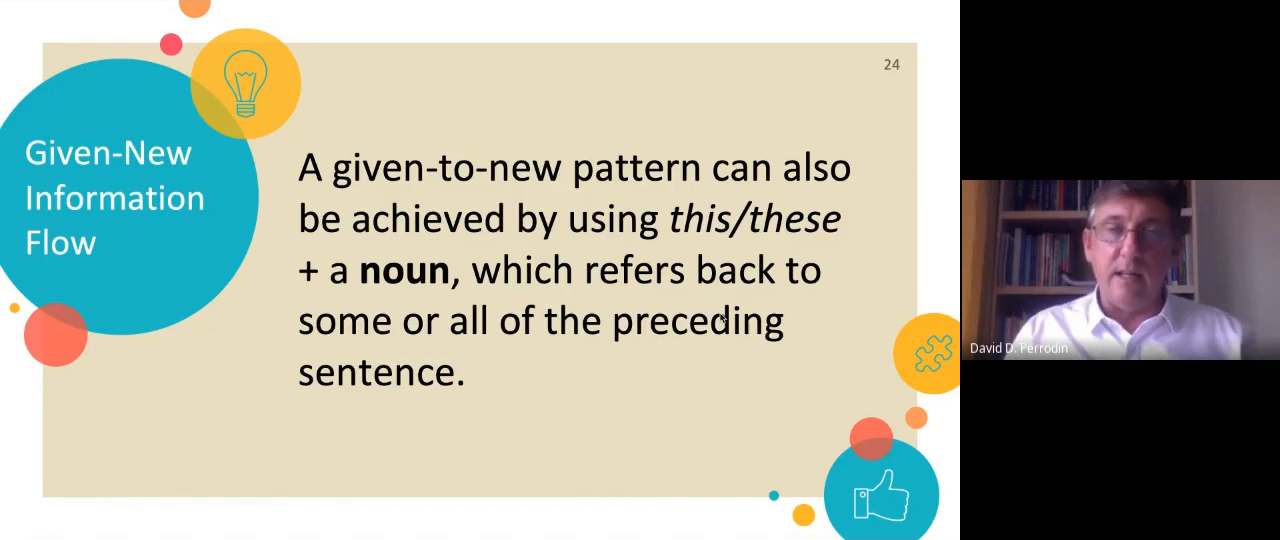 24
Given-New
Information
Flow
A given-to-new pattern can also
be achieved by using this/these
+ a noun, which refers back to
some or all of the preceding
sentence.
David D. Perrodin